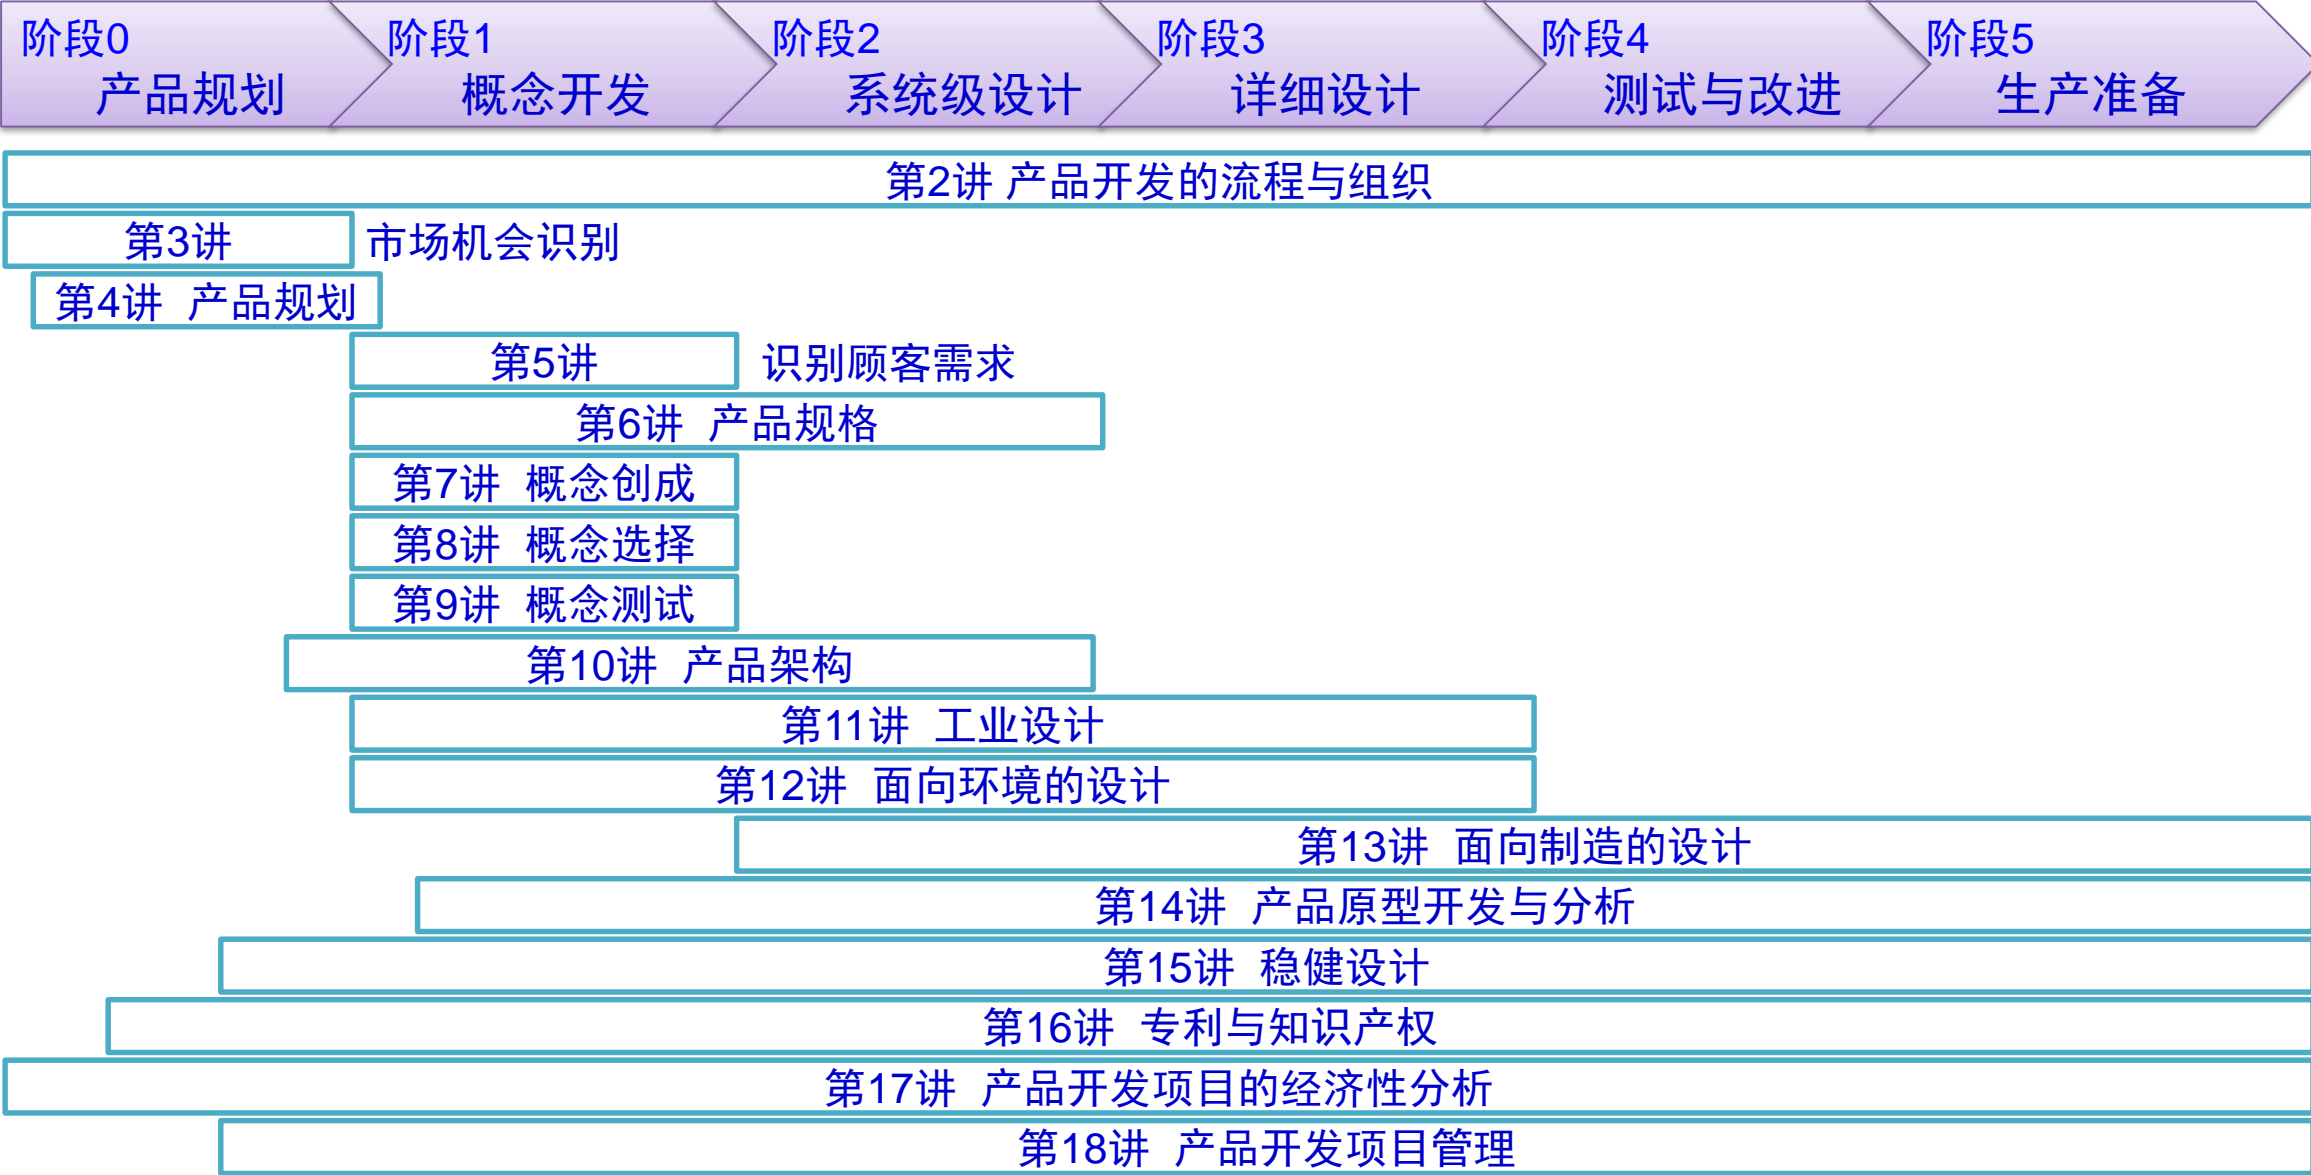 阶段0
产品规划
阶段1
概念开发
阶段2
系统级设计
阶段3
详细设计
阶段4
测试与改进
阶段5
生产准备
第2讲 产品开发的流程与组织
第3讲 市场机会识别
第4讲 产品规划
第5讲 识别顾客需求
第6讲 产品规格
第7讲 概念创成
第8讲 概念选择
第9讲 概念测试
第10讲 产品架构
第11讲 工业设计
第12讲 面向环境的设计
第13讲 面向制造的设计
第14讲 产品原型开发与分析
第15讲 稳健设计
第16讲 专利与知识产权
第17讲 产品开发项目的经济性分析
第18讲 产品开发项目管理